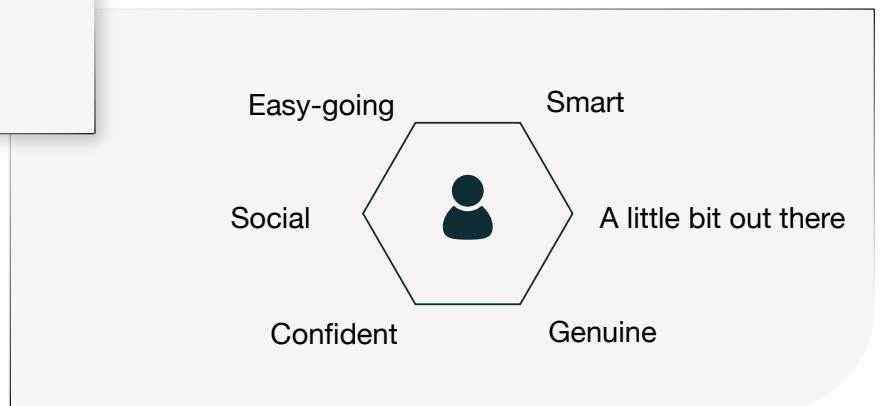 Easy-going
Smart
Social
A little bit out there
Confident
Genuine